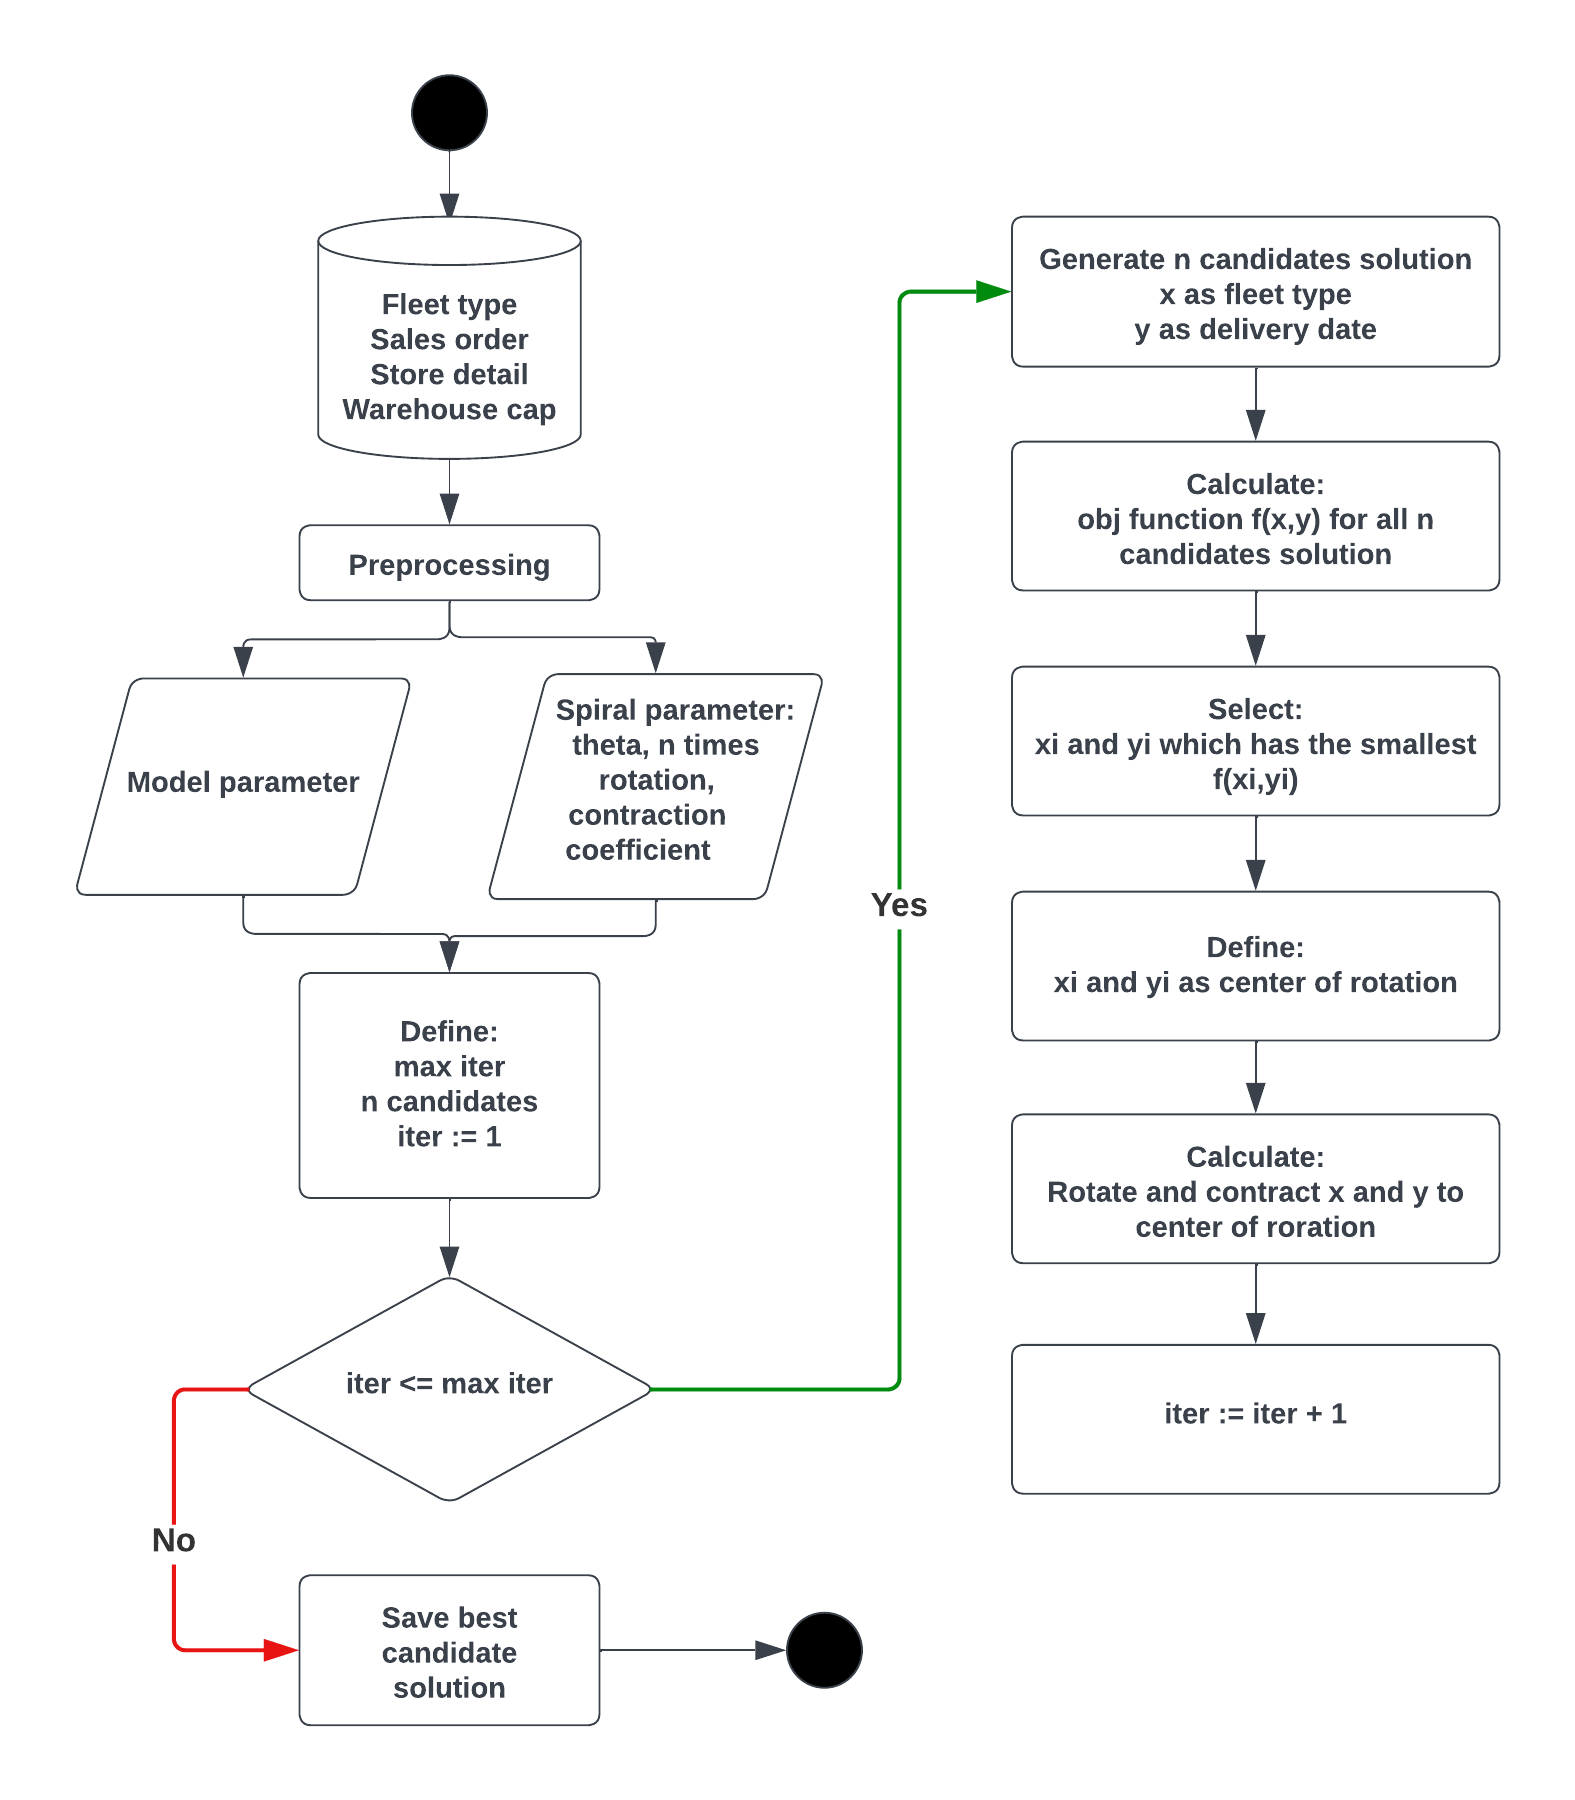 Fleet type
Sales order
Store detail
Warehouse cap
Preprocessing
Model parameter
Spiral parameter:
theta, n times
rotation,
contraction
coefficient
Define:
max iter
n candidates
iter := 1
iter <= max iter
No
Save best
candidate
solution
Yes
Generate n candidates solution
x as fleet type
y as delivery date
Calculate:
obj function f(x,y) for all n
candidates solution
Select:
xi and yi which has the smallest
f(xi,yi)
Define:
xi and yi as center of rotation
Calculate:
Rotate and contract x and y to
center of roration
iter := iter + 1